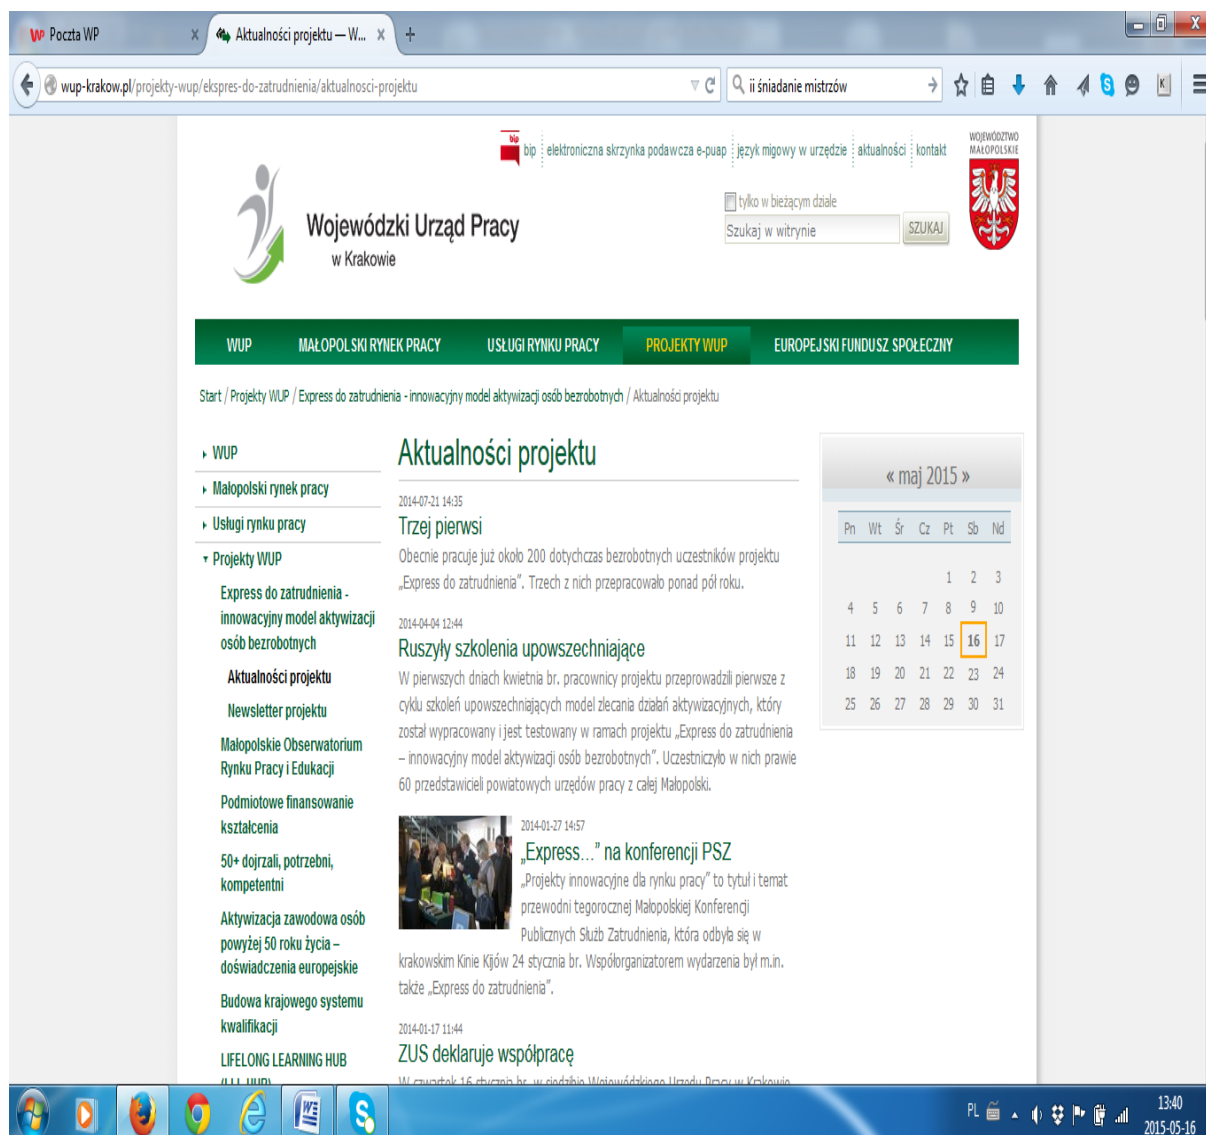 Poczta WP
Aktualności projektu — W...
wup-krakow.pl/projekty-wup/ekspres-do-zatrudnienia/aktualnosci-projektu
ii śniadanie mistrzów
bip
bip
elektroniczna skrzynka podawcza e-puap
język migowy w urzędzie
aktualności
kontakt
WOJEWÓDZTWO
MAŁOPOLSKIE
tylko w bieżącym dziale
Szukaj w witrynie
SZUKAJ
Wojewódzki Urząd Pracy
w Krakowie
WUP
MAŁOPOLSKI RYNEK PRACY
USŁUGI RYNKU PRACY
PROJEKTY WUP
EUROPEJSKI FUNDUSZ SPOŁECZNY
Start / Projekty WUP / Express do zatrudnienia - innowacyjny model aktywizacji osób bezrobotnych / Aktualności projektu
WUP
Małopolski rynek pracy
Usługi rynku pracy
Projekty WUP
Express do zatrudnienia -
innowacyjny model aktywizacji
osób bezrobotnych
Aktualności projektu
Newsletter projektu
Małopolskie Obserwatorium
Rynku Pracy i Edukacji
Podmiotowe finansowanie
kształcenia
50+ dojrzali, potrzebni,
kompetentni
Aktywizacja zawodowa osób
powyżej 50 roku życia –
doświadczenia europejskie
Budowa krajowego systemu
kwalifikacji
LIFELONG LEARNING HUB
(LLL HUB)
Aktualności projektu
2014-07-21 14:35
Trzej pierwsi
Obecnie pracuje już około 200 dotychczas bezrobotnych uczestników projektu
„Express do zatrudnienia”. Trzech z nich przepracowało ponad pół roku.
2014-04-04 12:44
Ruszyły szkolenia upowszechniające
W pierwszych dniach kwietnia br. pracownicy projektu przeprowadzili pierwsze z
cyklu szkoleń upowszechniających model zlecania działań aktywizacyjnych, który
został wypracowany i jest testowany w ramach projektu „Express do zatrudnienia
– innowacyjny model aktywizacji osób bezrobotnych”. Uczestniczyło w nich prawie
60 przedstawicieli powiatowych urzędów pracy z całej Małopolski.
2014-01-27 14:57
„Express...” na konferencji PSZ
„Projekty innowacyjne dla rynku pracy” to tytuł i temat
przewodni tegorocznej Małopolskiej Konferencji
Publicznych Służb Zatrudnienia, która odbyła się w
krakowskim Kinie Kijów 24 stycznia br. Współorganizatorem wydarzenia był m.in.
także „Express do zatrudnienia”.
2014-01-17 11:44
ZUS deklaruje współpracę
W czwartek 16 stycznia br. w siedzibie Wojewódzkiego Urzędu Pracy w Krakowie
« maj 2015 »
Pn Wt Śr Cz Pt Sb Nd
1 2 3
4 5 6 7 8 9 10
11 12 13 14 15 16 17
18 19 20 21 22 23 24
25 26 27 28 29 30 31
PL
13:40
2015-05-16